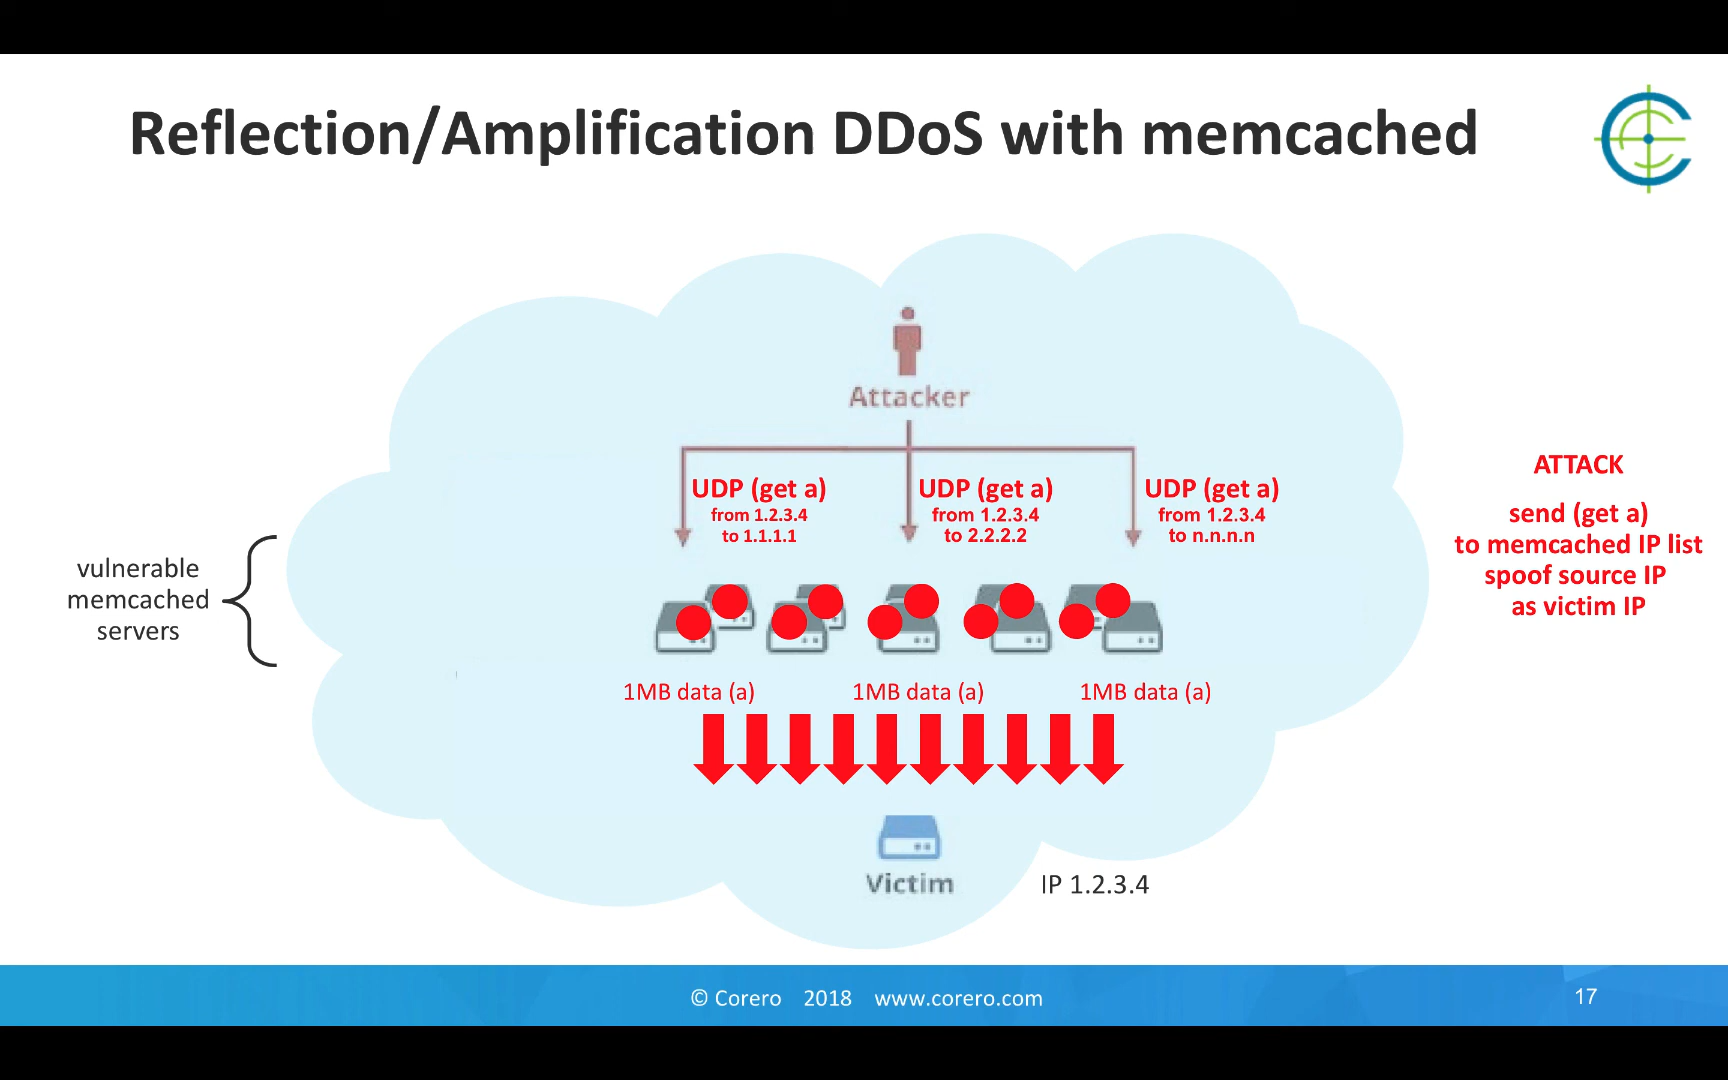 Reflection/Amplification DDoS with memcached
Attacker
UDP (get a)
from 1.2.3.4
to 1.1.1.1
UDP (get a)
from 1.2.3.4
to 2.2.2.2
UDP (get a)
from 1.2.3.4
to n.n.n.n
ATTACK
send (get a)
to memcached IP list
spoof source IP
as victim IP
vulnerable
memcached
servers
1MB data (a)
1MB data (a)
1MB data (a)
Victim
IP 1.2.3.4
© Corero 2018 www.corero.com
17